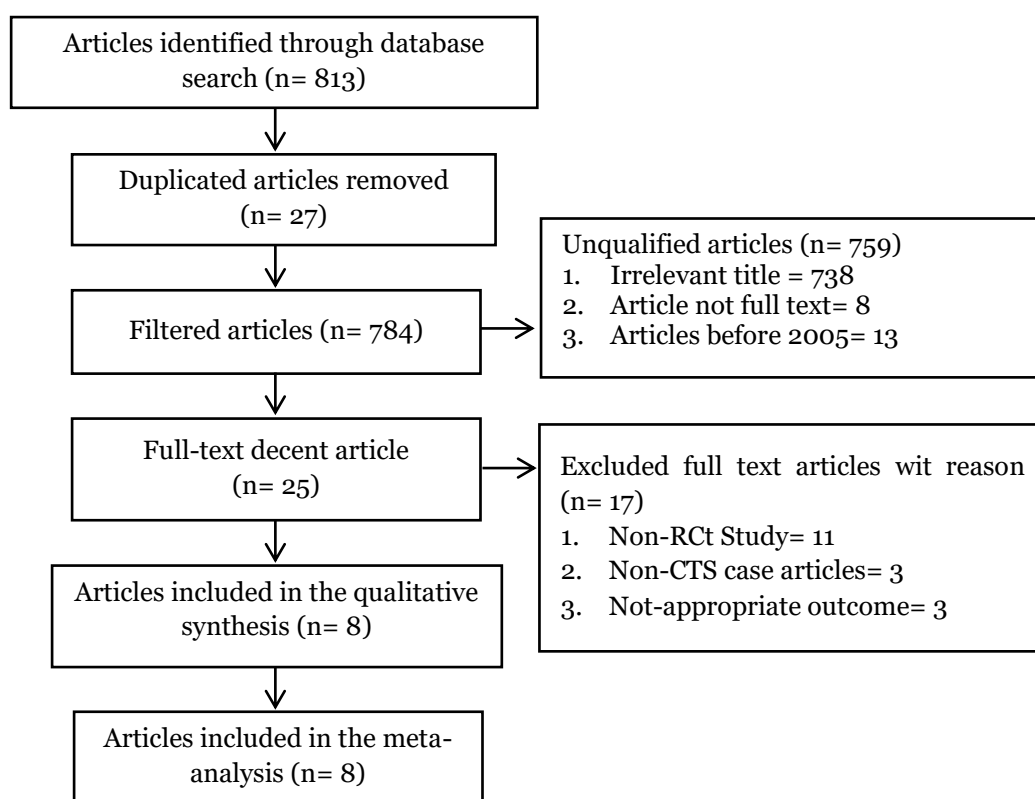 Articles identified through database
search (n= 813)
Duplicated articles removed
(n= 27)
Unqualified articles (n= 759)
1. Irrelevant title = 738
2. Article not full text= 8
3. Articles before 2005= 13
Filtered articles (n= 784)
Full-text decent article
(n= 25)
Excluded full text articles wit reason
(n= 17)
1. Non-RCt Study= 11
2. Non-CTS case articles= 3
3. Not-appropriate outcome= 3
Articles included in the qualitative
synthesis (n= 8)
Articles included in the meta-
analysis (n= 8)